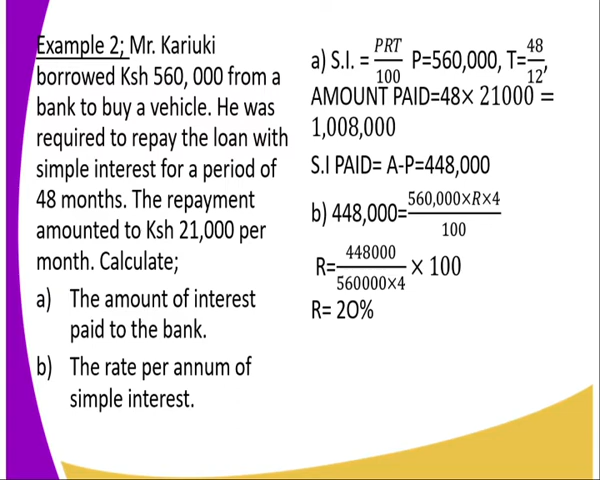 Example 2; Mr. Kariuki
borrowed Ksh 560, 000 from a
bank to buy a vehicle. He was
required to repay the loan with
simple interest for a period of
48 months. The repayment
amounted to Ksh 21,000 per
month. Calculate;
a) The amount of interest
paid to the bank.
b) The rate per annum of
simple interest.
a) S.I. = PRT/100 P=560,000, T=48/12,
AMOUNT PAID=48× 21000 =
1,008,000
S.I PAID= A-P=448,000
b) 448,000=560,000×R×4/100
R=448000/560000×4 × 100
R= 20%